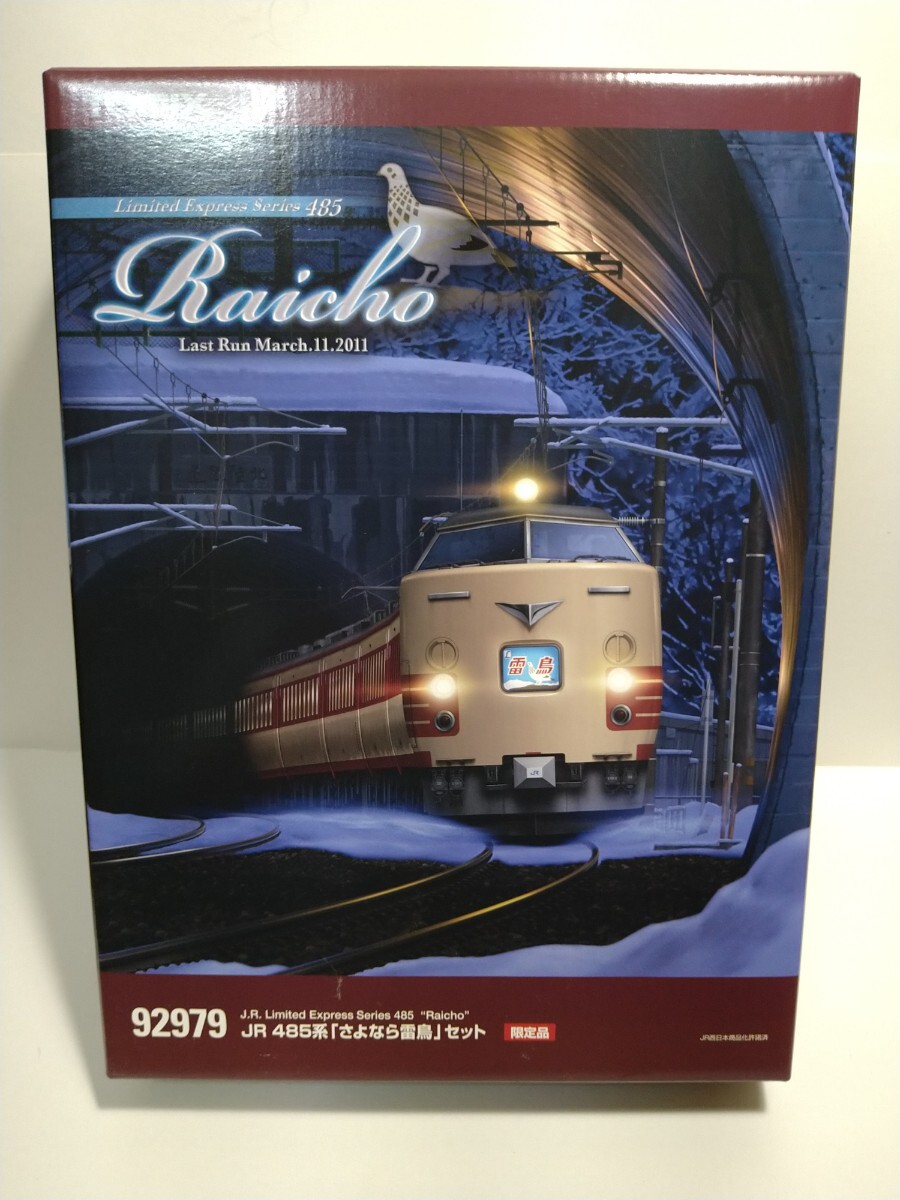 Limited Express Series 485
Raicho
Last Run March.11.2011
雷鳥
JR
92979
J.R. Limited Express Series 485 "Raicho"
JR 485系「さよなら雷鳥」セット
限定品
JR西日本商品化許諾済